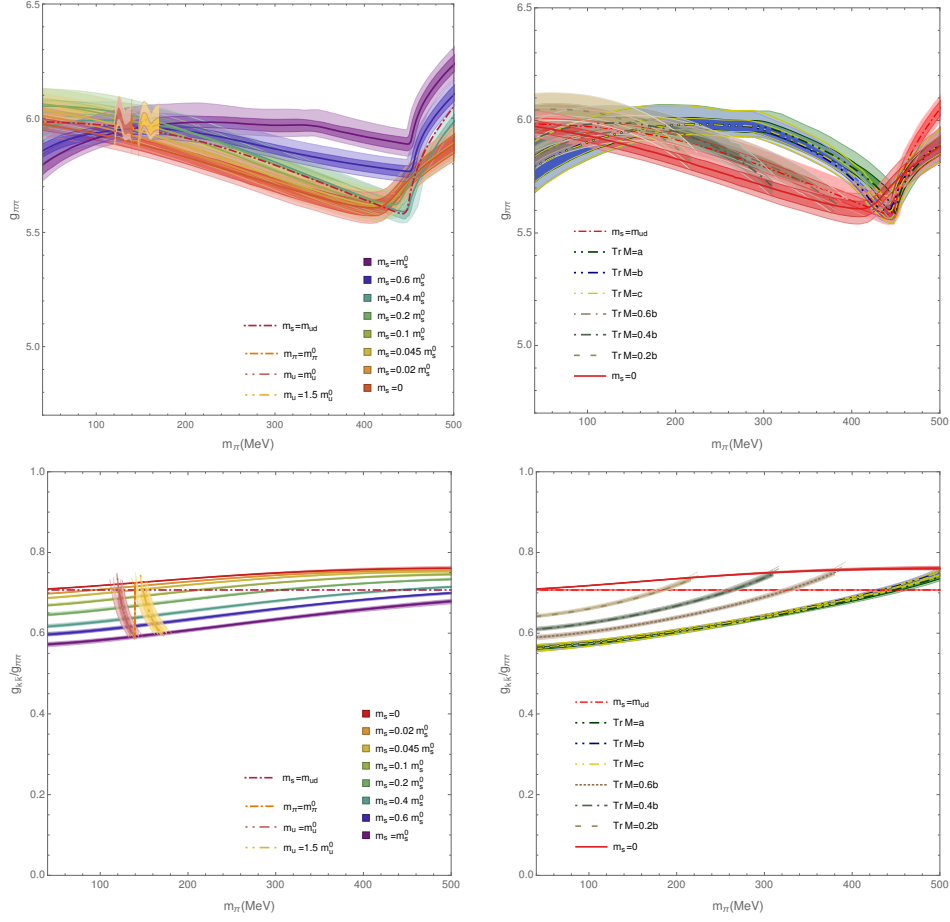 6.5
6.0
5.5
5.0
g_ππ
m_s=m_ud
m_π=m_π^0
m_u=m_u^0
m_u=1.5 m_u^0
m_s=m_s^0
m_s=0.6 m_s^0
m_s=0.4 m_s^0
m_s=0.2 m_s^0
m_s=0.1 m_s^0
m_s=0.045 m_s^0
m_s=0.02 m_s^0
m_s=0
100 200 300 400 500
m_π(MeV)
6.5
6.0
5.5
5.0
g_ππ
m_s=m_ud
Tr M=a
Tr M=b
Tr M=c
Tr M=0.6b
Tr M=0.4b
Tr M=0.2b
m_s=0
100 200 300 400 500
m_π(MeV)
1.0
0.8
0.6
0.4
0.2
0.0
g_kk̄/g_ππ
m_s=m_ud
m_π=m_π^0
m_u=m_u^0
m_u=1.5 m_u^0
m_s=0
m_s=0.02 m_s^0
m_s=0.045 m_s^0
m_s=0.1 m_s^0
m_s=0.2 m_s^0
m_s=0.4 m_s^0
m_s=0.6 m_s^0
m_s=m_s^0
100 200 300 400 500
m_π(MeV)
1.0
0.8
0.6
0.4
0.2
0.0
g_kk̄/g_ππ
m_s=m_ud
Tr M=a
Tr M=b
Tr M=c
Tr M=0.6b
Tr M=0.4b
Tr M=0.2b
m_s=0
100 200 300 400 500
m_π(MeV)